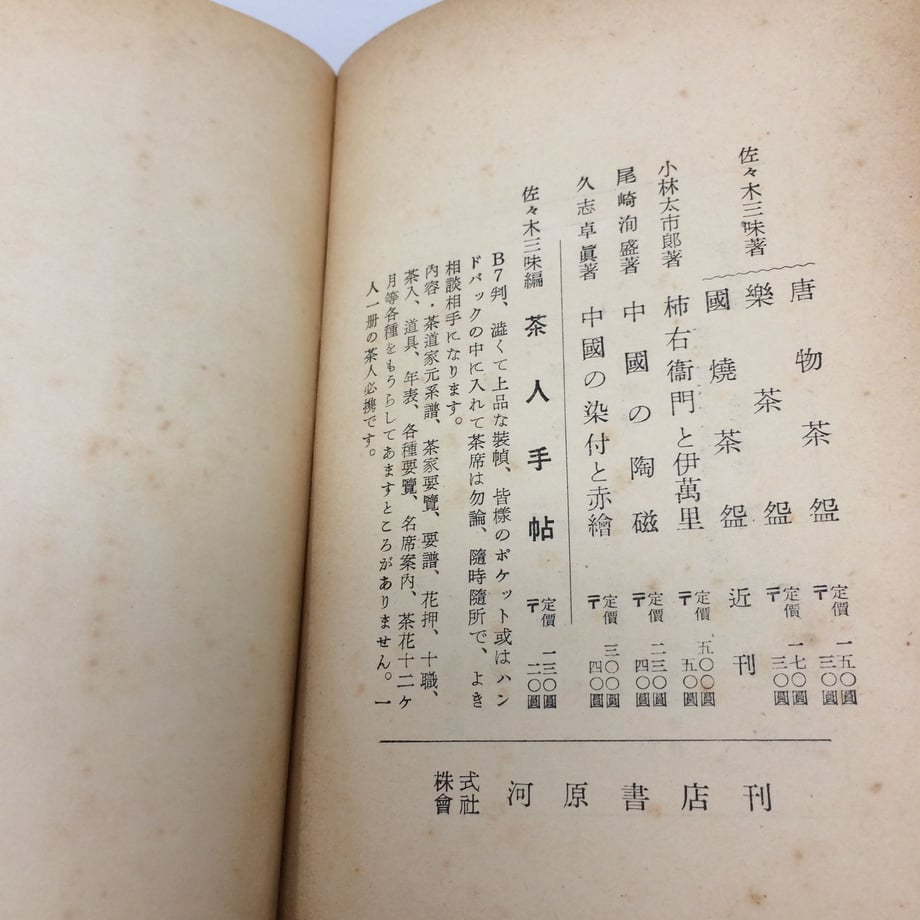 佐々木三味著
唐物茶盌 定價 一五〇圓 〒 三〇圓
樂茶盌 定價 一七〇圓 〒 三〇圓
國燒茶盌 近刊
小林太市郎著 柿右衞門と伊萬里 定價 五〇〇圓 〒 五〇圓
尾崎洵盛著 中國の陶磁 定價 二三〇圓 〒 四〇圓
久志卓眞著 中國の染付と赤繪 定價 三〇〇圓 〒 四〇圓
佐々木三味編 茶人手帖 定價 一三〇圓 〒 二〇圓
B7判、澁くて上品な裝幀、皆樣のポケット或はハン
ドバックの中に入れて茶席は勿論、隨時隨所で、よき
相談相手になります。
内容・茶道家元系譜、茶家要覽、要譜、花押、十職、
茶入、道具、年表、各種要覽、名席案内、茶花十二ヶ
月等各種をもうらしてあますところがありません。一
人一册の茶人必携です。
株式會社 河原書店刊